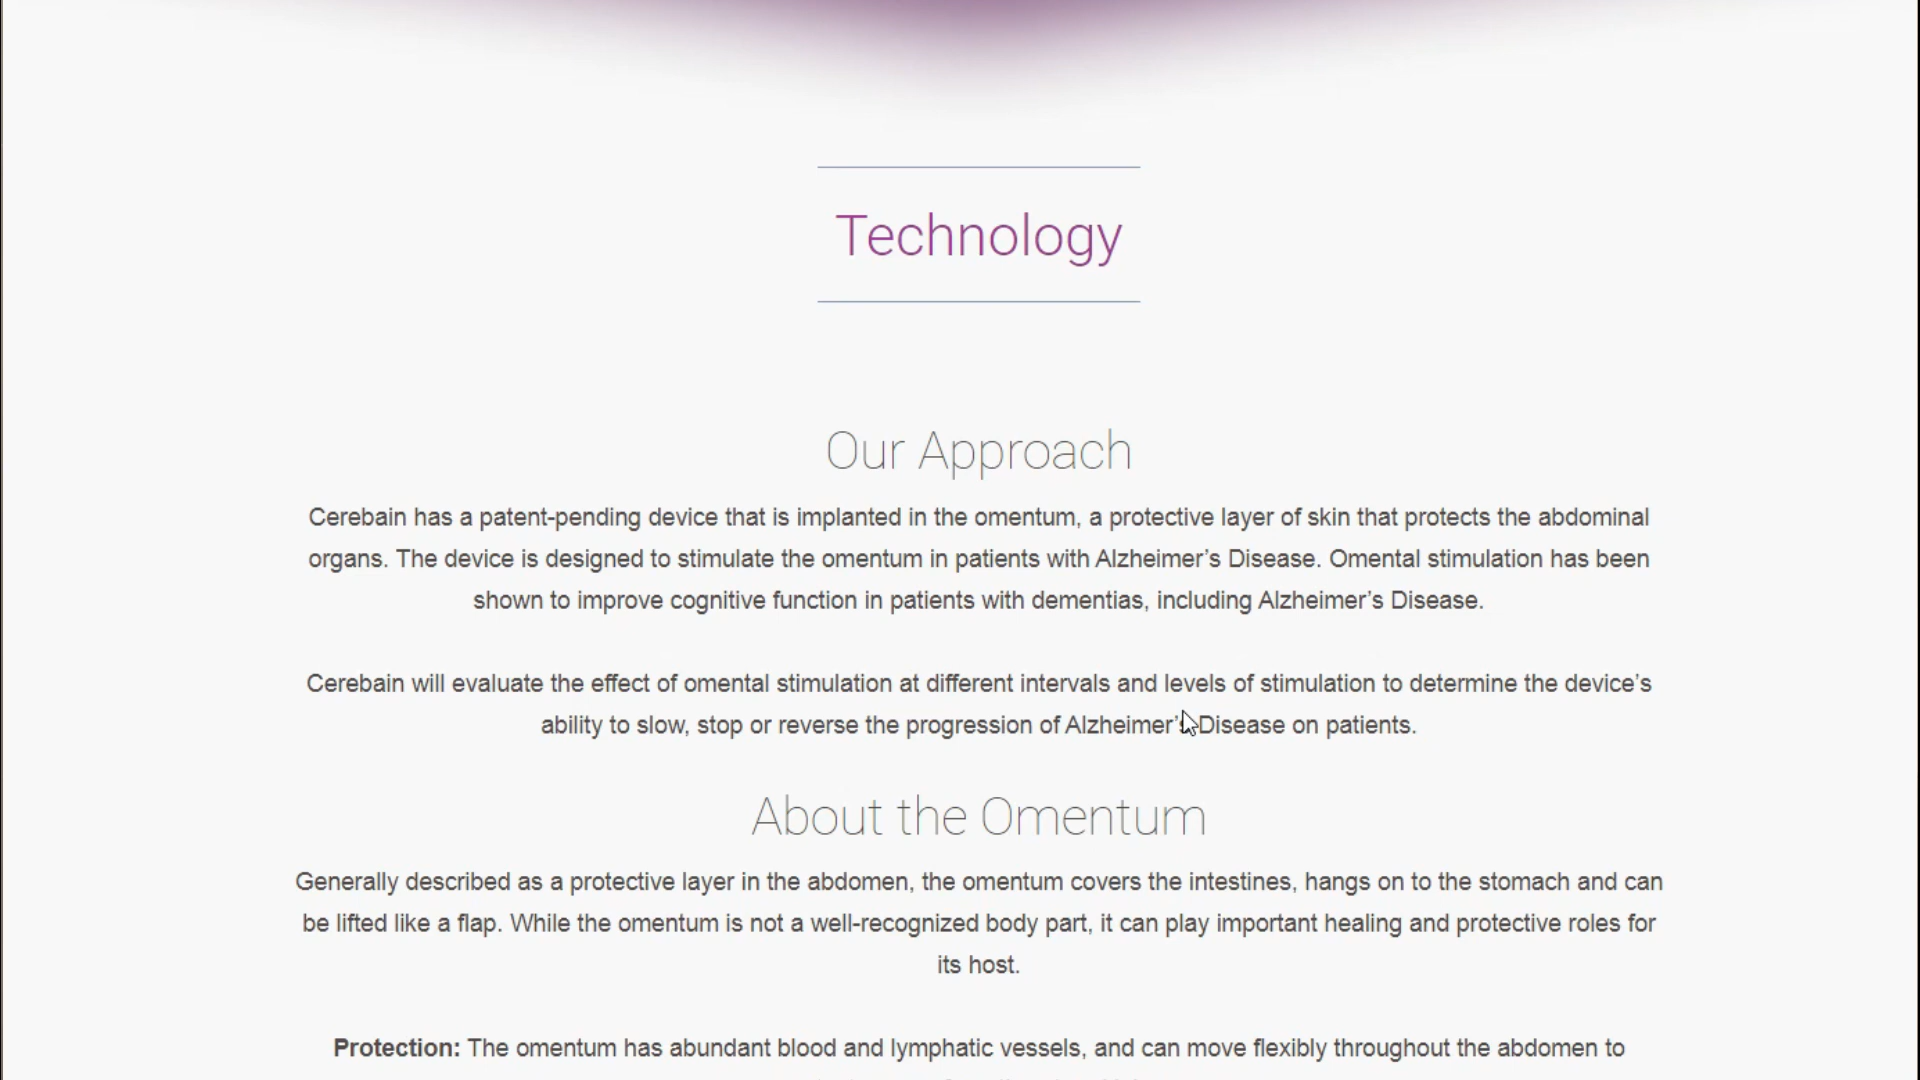 Technology
Our Approach
Cerebain has a patent-pending device that is implanted in the omentum, a protective layer of skin that protects the abdominal
organs. The device is designed to stimulate the omentum in patients with Alzheimer’s Disease. Omental stimulation has been
shown to improve cognitive function in patients with dementias, including Alzheimer’s Disease.
Cerebain will evaluate the effect of omental stimulation at different intervals and levels of stimulation to determine the device’s
ability to slow, stop or reverse the progression of Alzheimer’s Disease on patients.
About the Omentum
Generally described as a protective layer in the abdomen, the omentum covers the intestines, hangs on to the stomach and can
be lifted like a flap. While the omentum is not a well-recognized body part, it can play important healing and protective roles for
its host.
Protection: The omentum has abundant blood and lymphatic vessels, and can move flexibly throughout the abdomen to